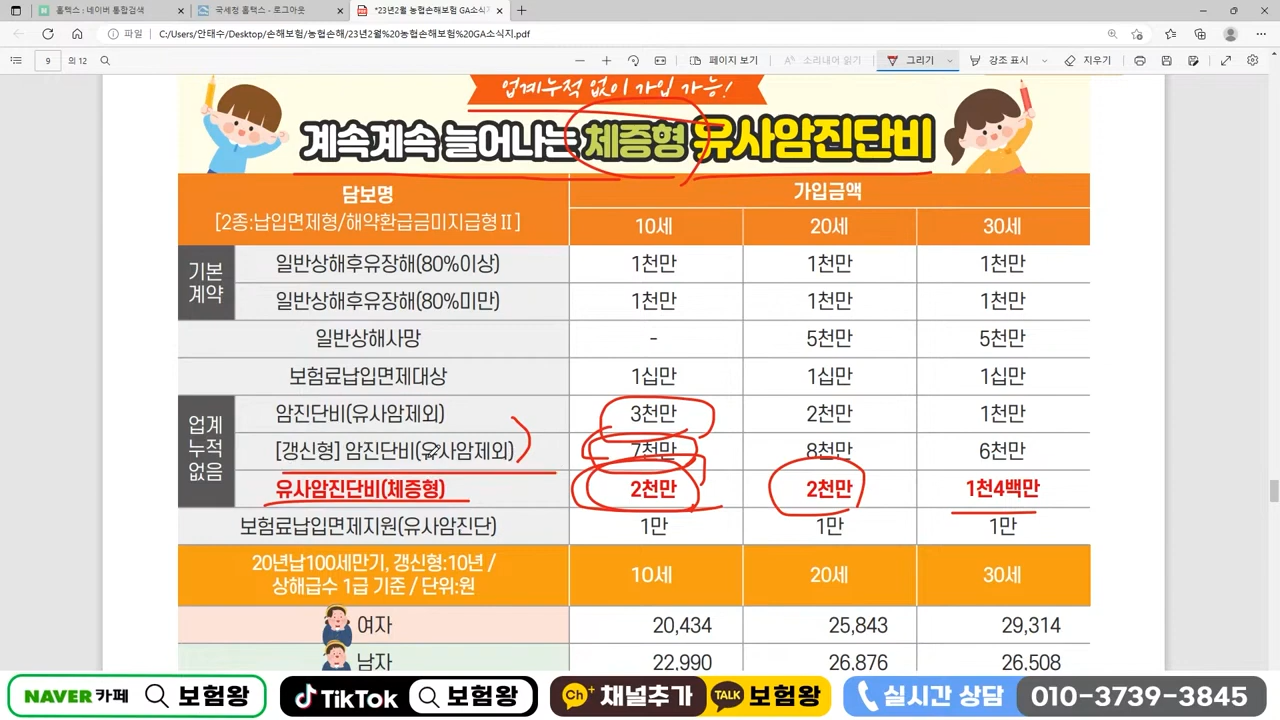 홈택스 : 네이버 통합검색
국세청 홈택스 - 로그아웃
*23년2월 농협손해보험 GA소식지
파일
C:/Users/안태수/Desktop/손해보험/농협손해/23년2월%20농협손해보험%20GA소식지.pdf
9 의 12
페이지 보기
소리내어 읽기
그리기
강조 표시
지우기
업계누적 없이 가입 가능!
계속계속 늘어나는 체증형 유사암진단비
담보명
[2종:납입면제형/해약환급금미지급형Ⅱ]
가입금액
10세 20세 30세
기본
계약
일반상해후유장해(80%이상) 1천만 1천만 1천만
일반상해후유장해(80%미만) 1천만 1천만 1천만
일반상해사망 - 5천만 5천만
보험료납입면제대상 1십만 1십만 1십만
업계
누적
없음
암진단비(유사암제외) 3천만 2천만 1천만
[갱신형] 암진단비(유사암제외) 7천만 8천만 6천만
유사암진단비(체증형) 2천만 2천만 1천4백만
보험료납입면제지원(유사암진단) 1만 1만 1만
20년납100세만기, 갱신형:10년 /
상해급수 1급 기준 / 단위:원
10세 20세 30세
여자 20,434 25,843 29,314
남자 22,990 26,876 26,508
NAVER 카페 보험왕
TikTok 보험왕
Ch+ 채널추가 TALK 보험왕
실시간 상담 010-3739-3845